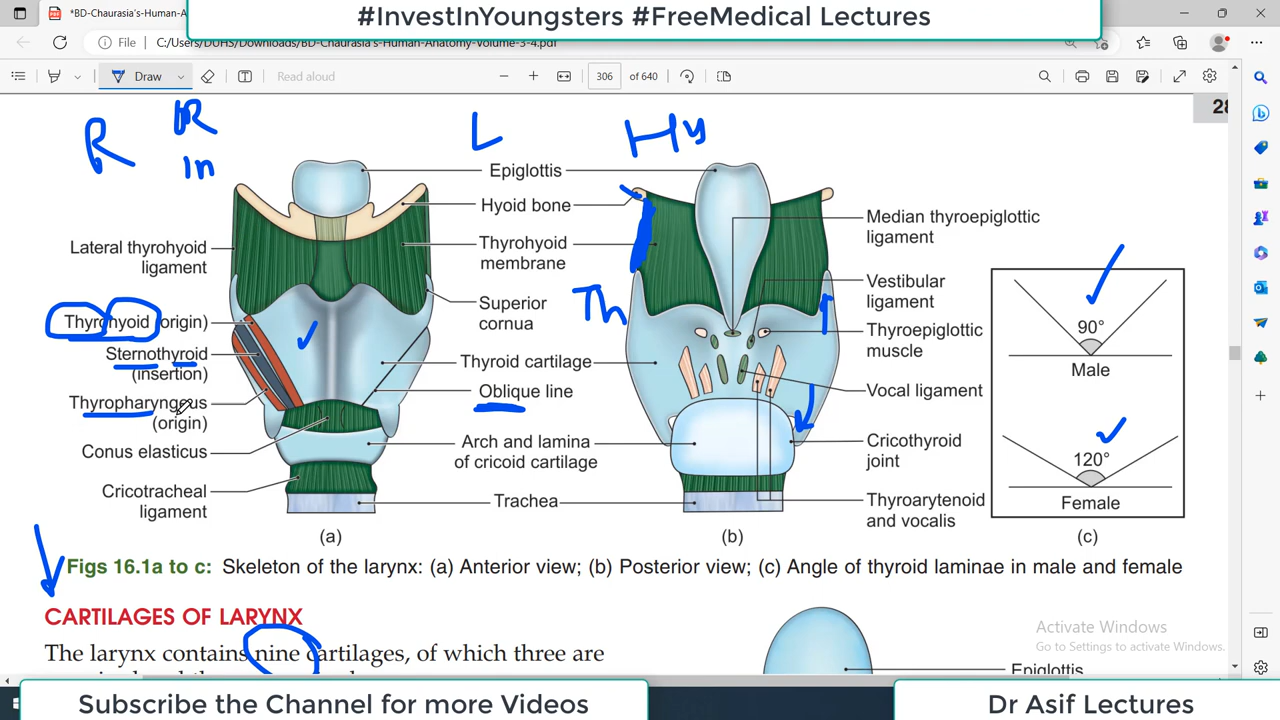 #InvestInYoungsters #FreeMedical Lectures
*BD-Chaurasia's-Human-A
File
C:/Users/DUHS/Downloads/BD-Chaurasia's-Human-Anatomy-Volume-3-4.pdf
Draw
Read aloud
306
of 640
28
R
R
in
L
Hy
Th
T
Epiglottis
Hyoid bone
Lateral thyrohyoid
ligament
Thyrohyoid
membrane
Thyrohyoid (origin)
Superior
cornua
Sternothyroid
(insertion)
Thyroid cartilage
Thyropharyngeus
(origin)
Oblique line
Conus elasticus
Arch and lamina
of cricoid cartilage
Cricotracheal
ligament
Trachea
Median thyroepiglottic
ligament
Vestibular
ligament
Thyroepiglottic
muscle
Vocal ligament
Cricothyroid
joint
Thyroarytenoid
and vocalis
90°
Male
120°
Female
(a)
(b)
(c)
Figs 16.1a to c: Skeleton of the larynx: (a) Anterior view; (b) Posterior view; (c) Angle of thyroid laminae in male and female
CARTILAGES OF LARYNX
The larynx contains nine cartilages, of which three are
Epiglottis
Activate Windows
Go to Settings to activate Windows.
Subscribe the Channel for more Videos
Dr Asif Lectures